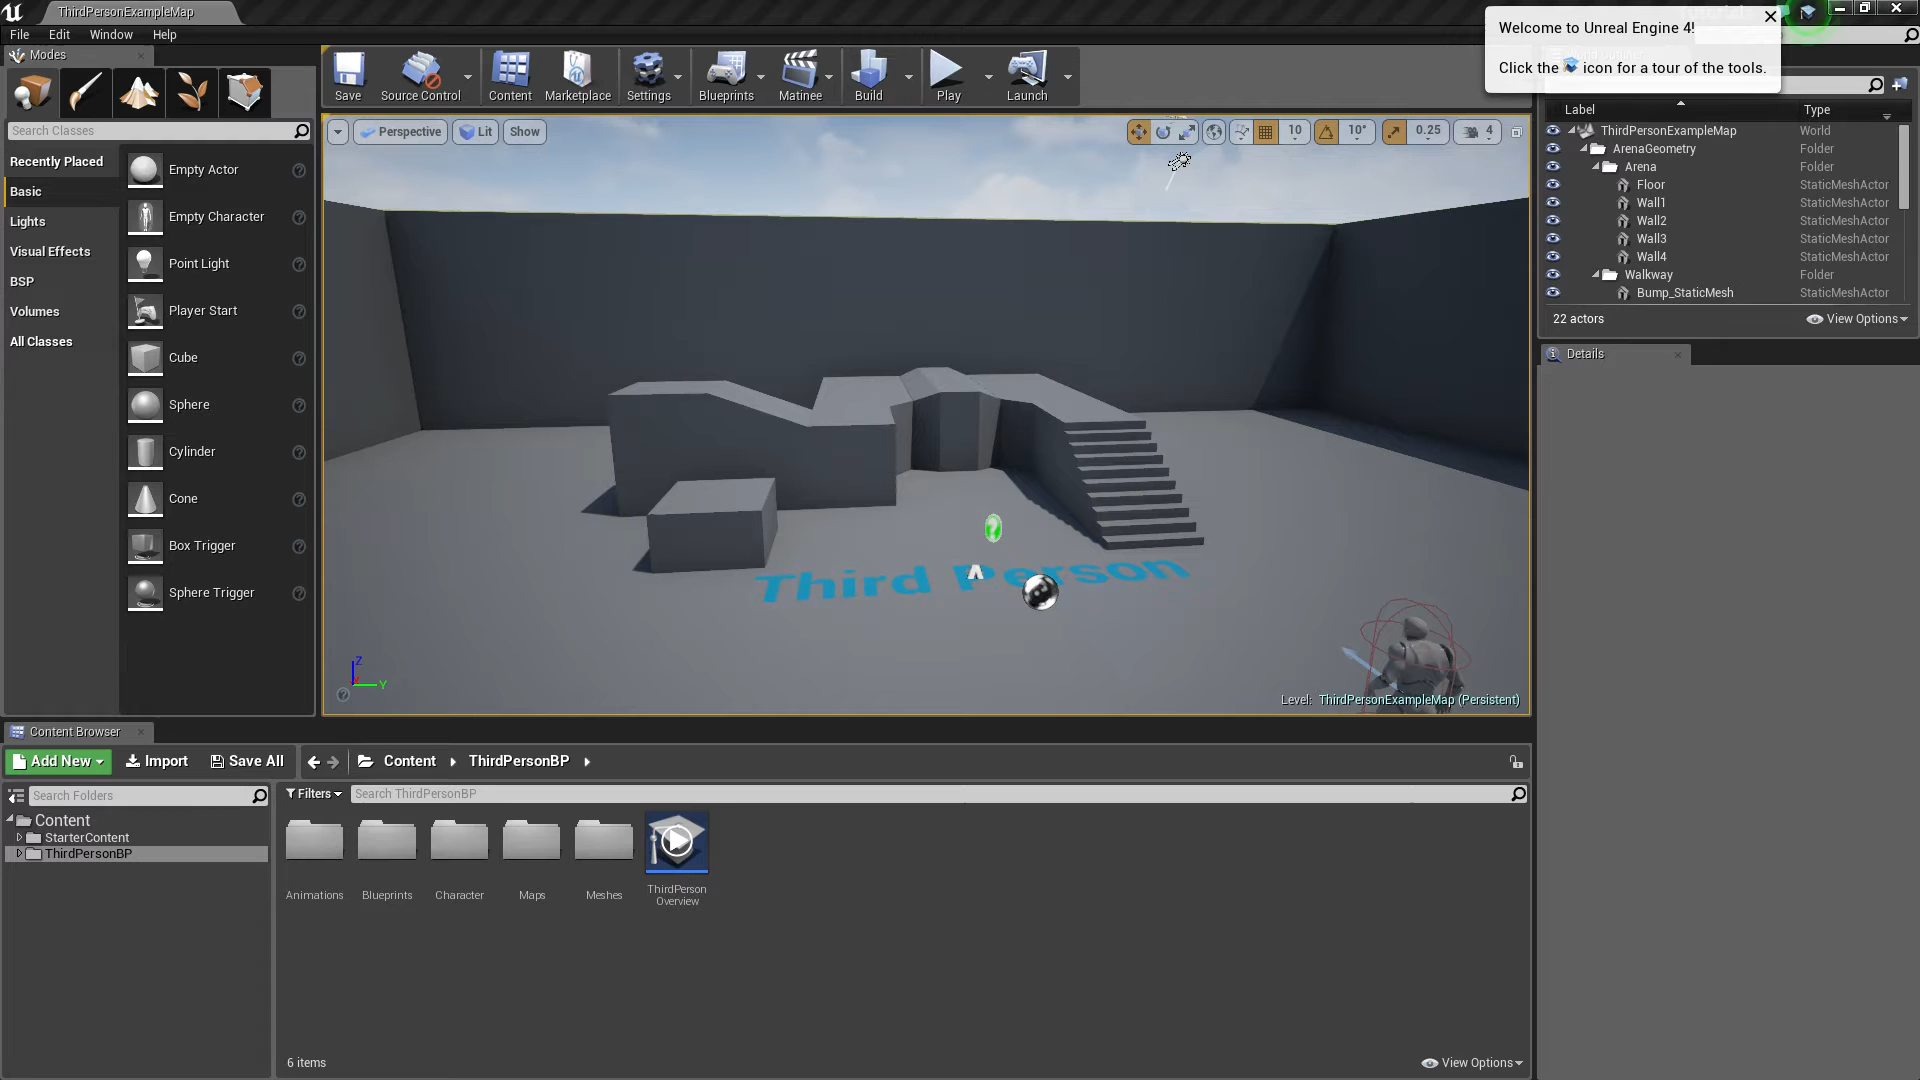 ThirdPersonExampleMap
File Edit Window Help
Welcome to Unreal Engine 4!
Click the icon for a tour of the tools.
Modes
Search Classes
Recently Placed
Basic
Lights
Visual Effects
BSP
Volumes
All Classes
Empty Actor
Empty Character
Point Light
Player Start
Cube
Sphere
Cylinder
Cone
Box Trigger
Sphere Trigger
Save Source Control Content Marketplace Settings Blueprints Matinee Build Play Launch
Perspective Lit Show
10 10° 0.25 4
Third Person
Z
Y
Level: ThirdPersonExampleMap (Persistent)
Label Type
ThirdPersonExampleMap World
ArenaGeometry Folder
Arena Folder
Floor StaticMeshActor
Wall1 StaticMeshActor
Wall2 StaticMeshActor
Wall3 StaticMeshActor
Wall4 StaticMeshActor
Walkway Folder
Bump_StaticMesh StaticMeshActor
22 actors View Options
Details
Content Browser
Add New Import Save All Content ThirdPersonBP
Search Folders
Content
StarterContent
ThirdPersonBP
Filters Search ThirdPersonBP
Animations Blueprints Character Maps Meshes ThirdPerson
Overview
6 items View Options